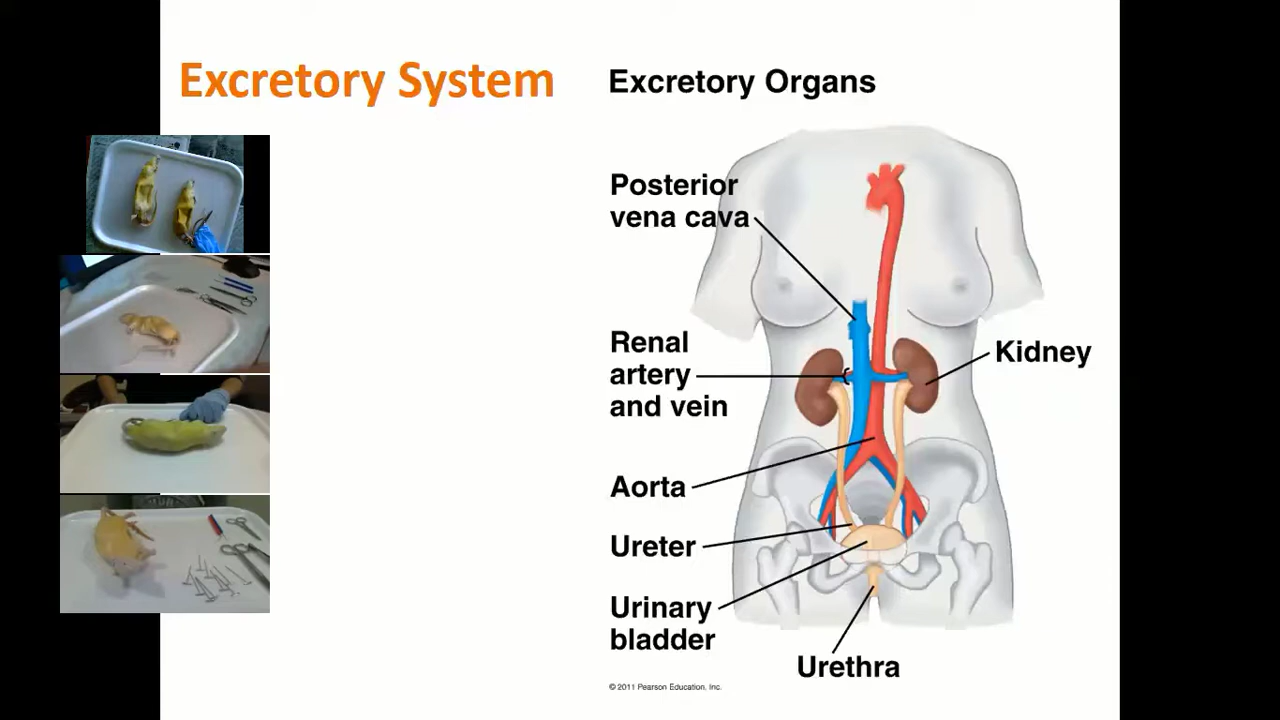 Excretory System
Excretory Organs
Posterior
vena cava
Renal
artery
and vein
Kidney
Aorta
Ureter
Urinary
bladder
Urethra
© 2011 Pearson Education, Inc.